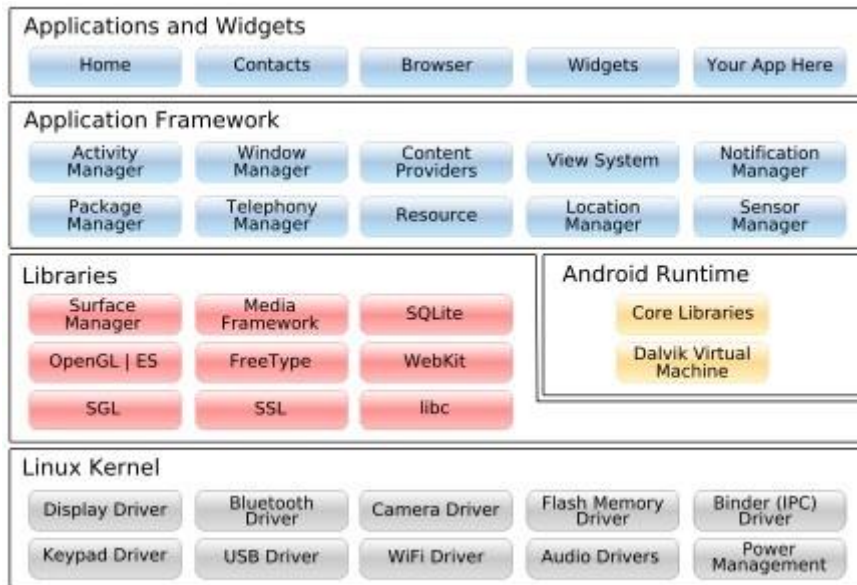 Applications and Widgets
Home
Contacts
Browser
Widgets
Your App Here
Application Framework
Activity
Manager
Window
Manager
Content
Providers
View System
Notification
Manager
Package
Manager
Telephony
Manager
Resource
Location
Manager
Sensor
Manager
Libraries
Surface
Manager
Media
Framework
SQLite
OpenGL | ES
FreeType
WebKit
SGL
SSL
libc
Android Runtime
Core Libraries
Dalvik Virtual
Machine
Linux Kernel
Display Driver
Bluetooth
Driver
Camera Driver
Flash Memory
Driver
Binder (IPC)
Driver
Keypad Driver
USB Driver
WiFi Driver
Audio Drivers
Power
Management